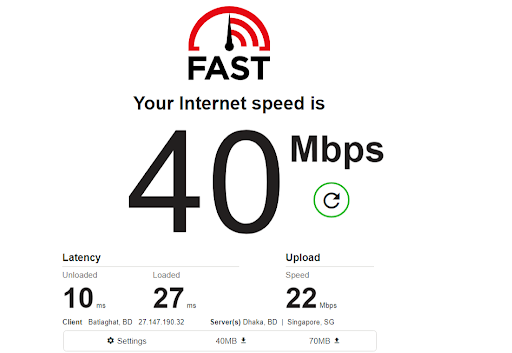 FAST
Your Internet speed is
40 Mbps
Latency Upload
Unloaded Loaded Speed
10 ms 27 ms 22 Mbps
Client Batiaghat, BD 27.147.190.32 Server(s) Dhaka, BD | Singapore, SG
Settings 40MB 70MB